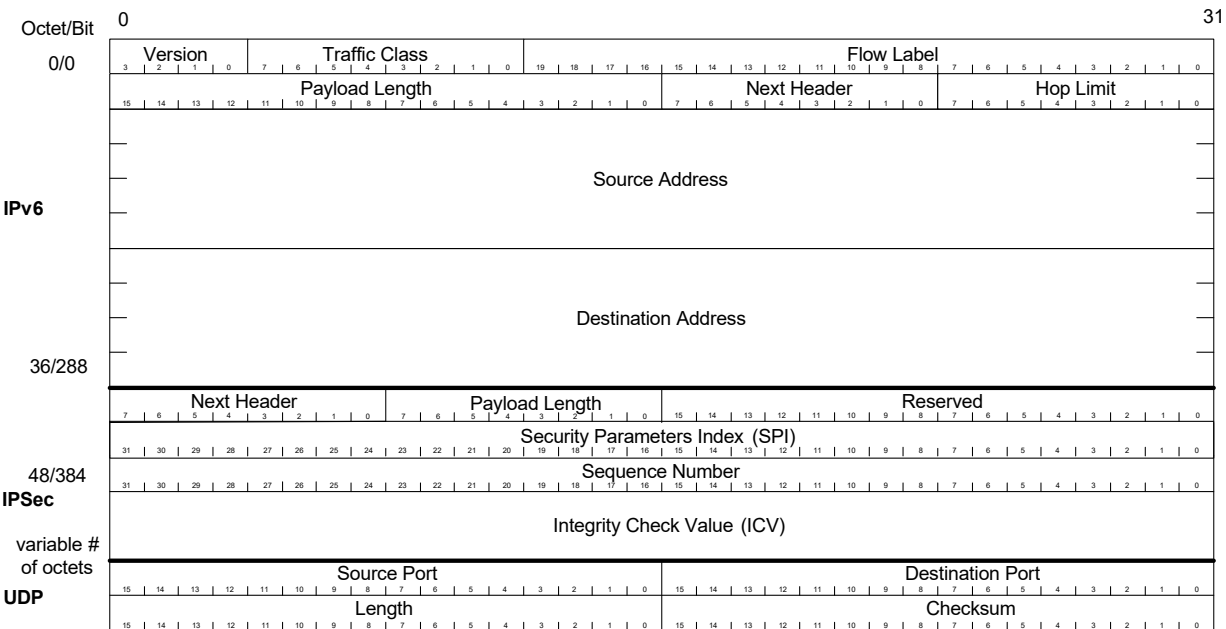 Octet/Bit 0 31
0/0 Version Traffic Class Flow Label
3 2 1 0 7 6 5 4 3 2 1 0 19 18 17 16 15 14 13 12 11 10 9 8 7 6 5 4 3 2 1 0
Payload Length Next Header Hop Limit
15 14 13 12 11 10 9 8 7 6 5 4 3 2 1 0 7 6 5 4 3 2 1 0 7 6 5 4 3 2 1 0
Source Address
IPv6
Destination Address
36/288
Next Header Payload Length Reserved
7 6 5 4 3 2 1 0 7 6 5 4 3 2 1 0 15 14 13 12 11 10 9 8 7 6 5 4 3 2 1 0
Security Parameters Index (SPI)
31 30 29 28 27 26 25 24 23 22 21 20 19 18 17 16 15 14 13 12 11 10 9 8 7 6 5 4 3 2 1 0
48/384 Sequence Number
31 30 29 28 27 26 25 24 23 22 21 20 19 18 17 16 15 14 13 12 11 10 9 8 7 6 5 4 3 2 1 0
IPSec
Integrity Check Value (ICV)
variable #
of octets
Source Port Destination Port
15 14 13 12 11 10 9 8 7 6 5 4 3 2 1 0 15 14 13 12 11 10 9 8 7 6 5 4 3 2 1 0
UDP
Length Checksum
15 14 13 12 11 10 9 8 7 6 5 4 3 2 1 0 15 14 13 12 11 10 9 8 7 6 5 4 3 2 1 0